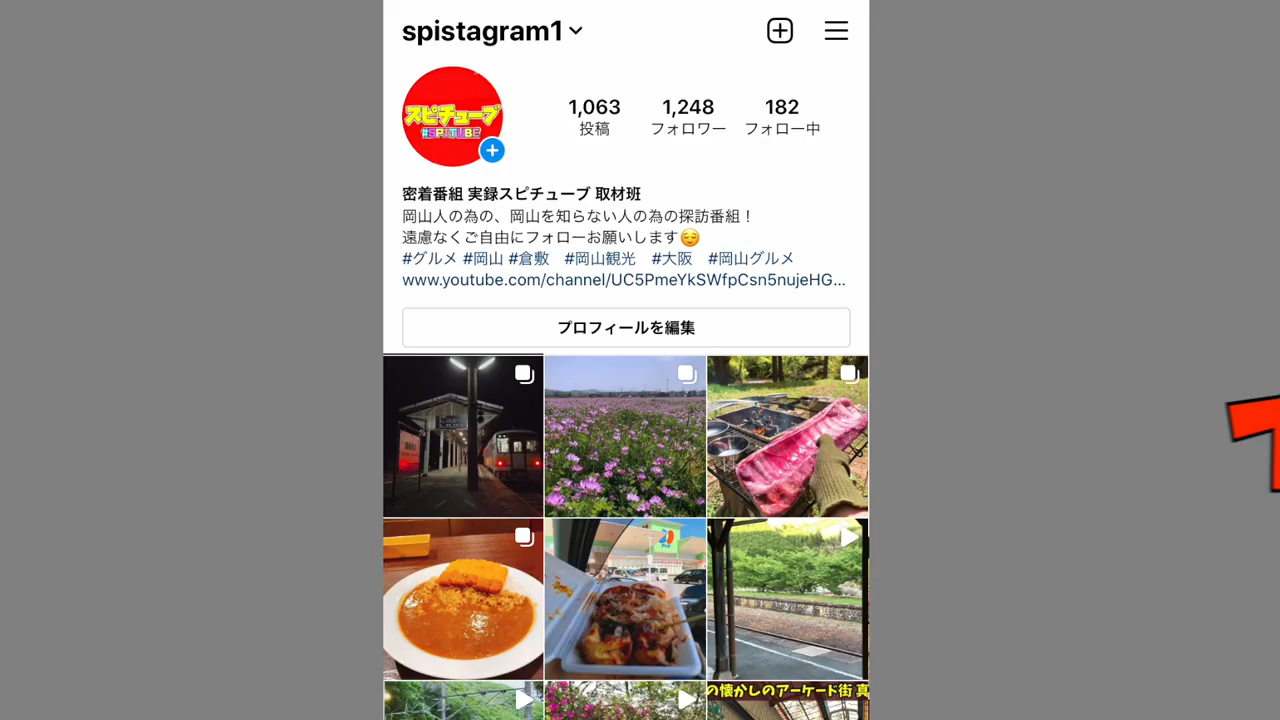 spistagram1
スピチューブ
#SPITUBE
1,063
投稿
1,248
フォロワー
182
フォロー中
密着番組 実録スピチューブ 取材班
岡山人の為の、岡山を知らない人の為の探訪番組！
遠慮なくご自由にフォローお願いします😌
#グルメ #岡山 #倉敷　#岡山観光　#大阪　#岡山グルメ
www.youtube.com/channel/UC5PmeYkSWfpCsn5nujeHG...
プロフィールを編集
の懐かしのアーケード街 真